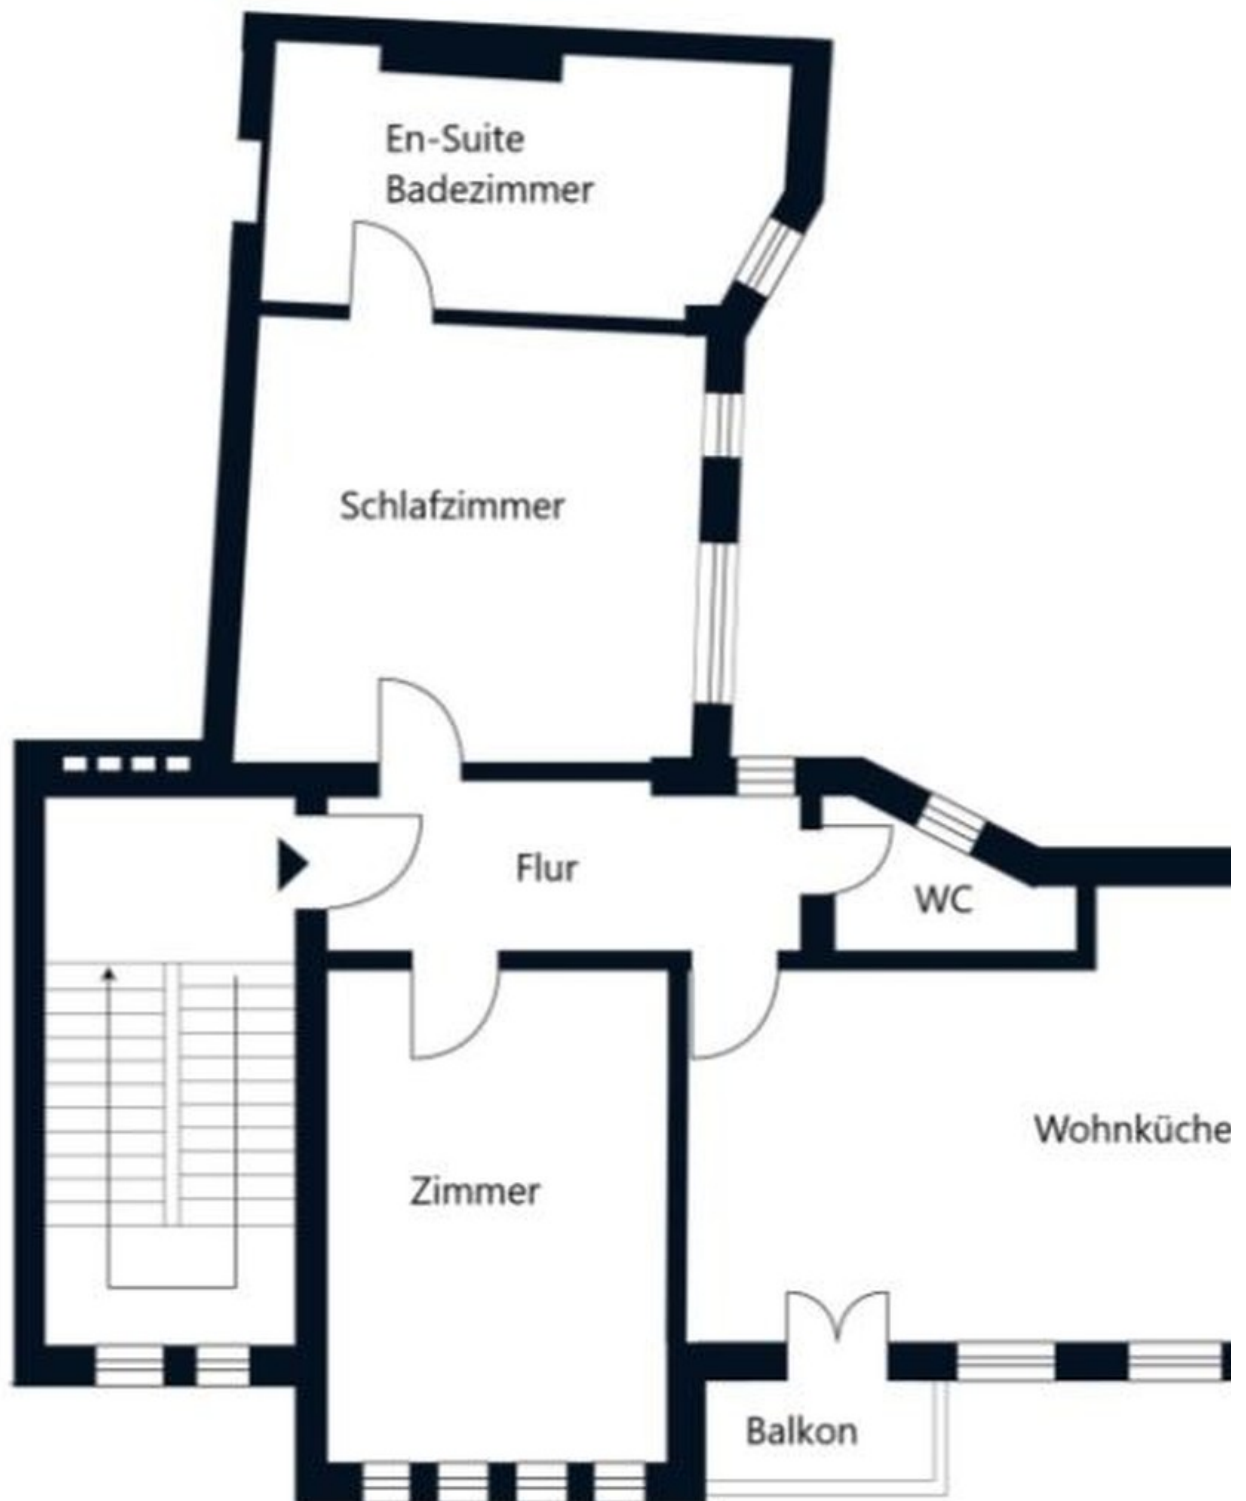 En-Suite
Badezimmer
Schlafzimmer
Flur
WC
Wohnküche
Zimmer
Balkon